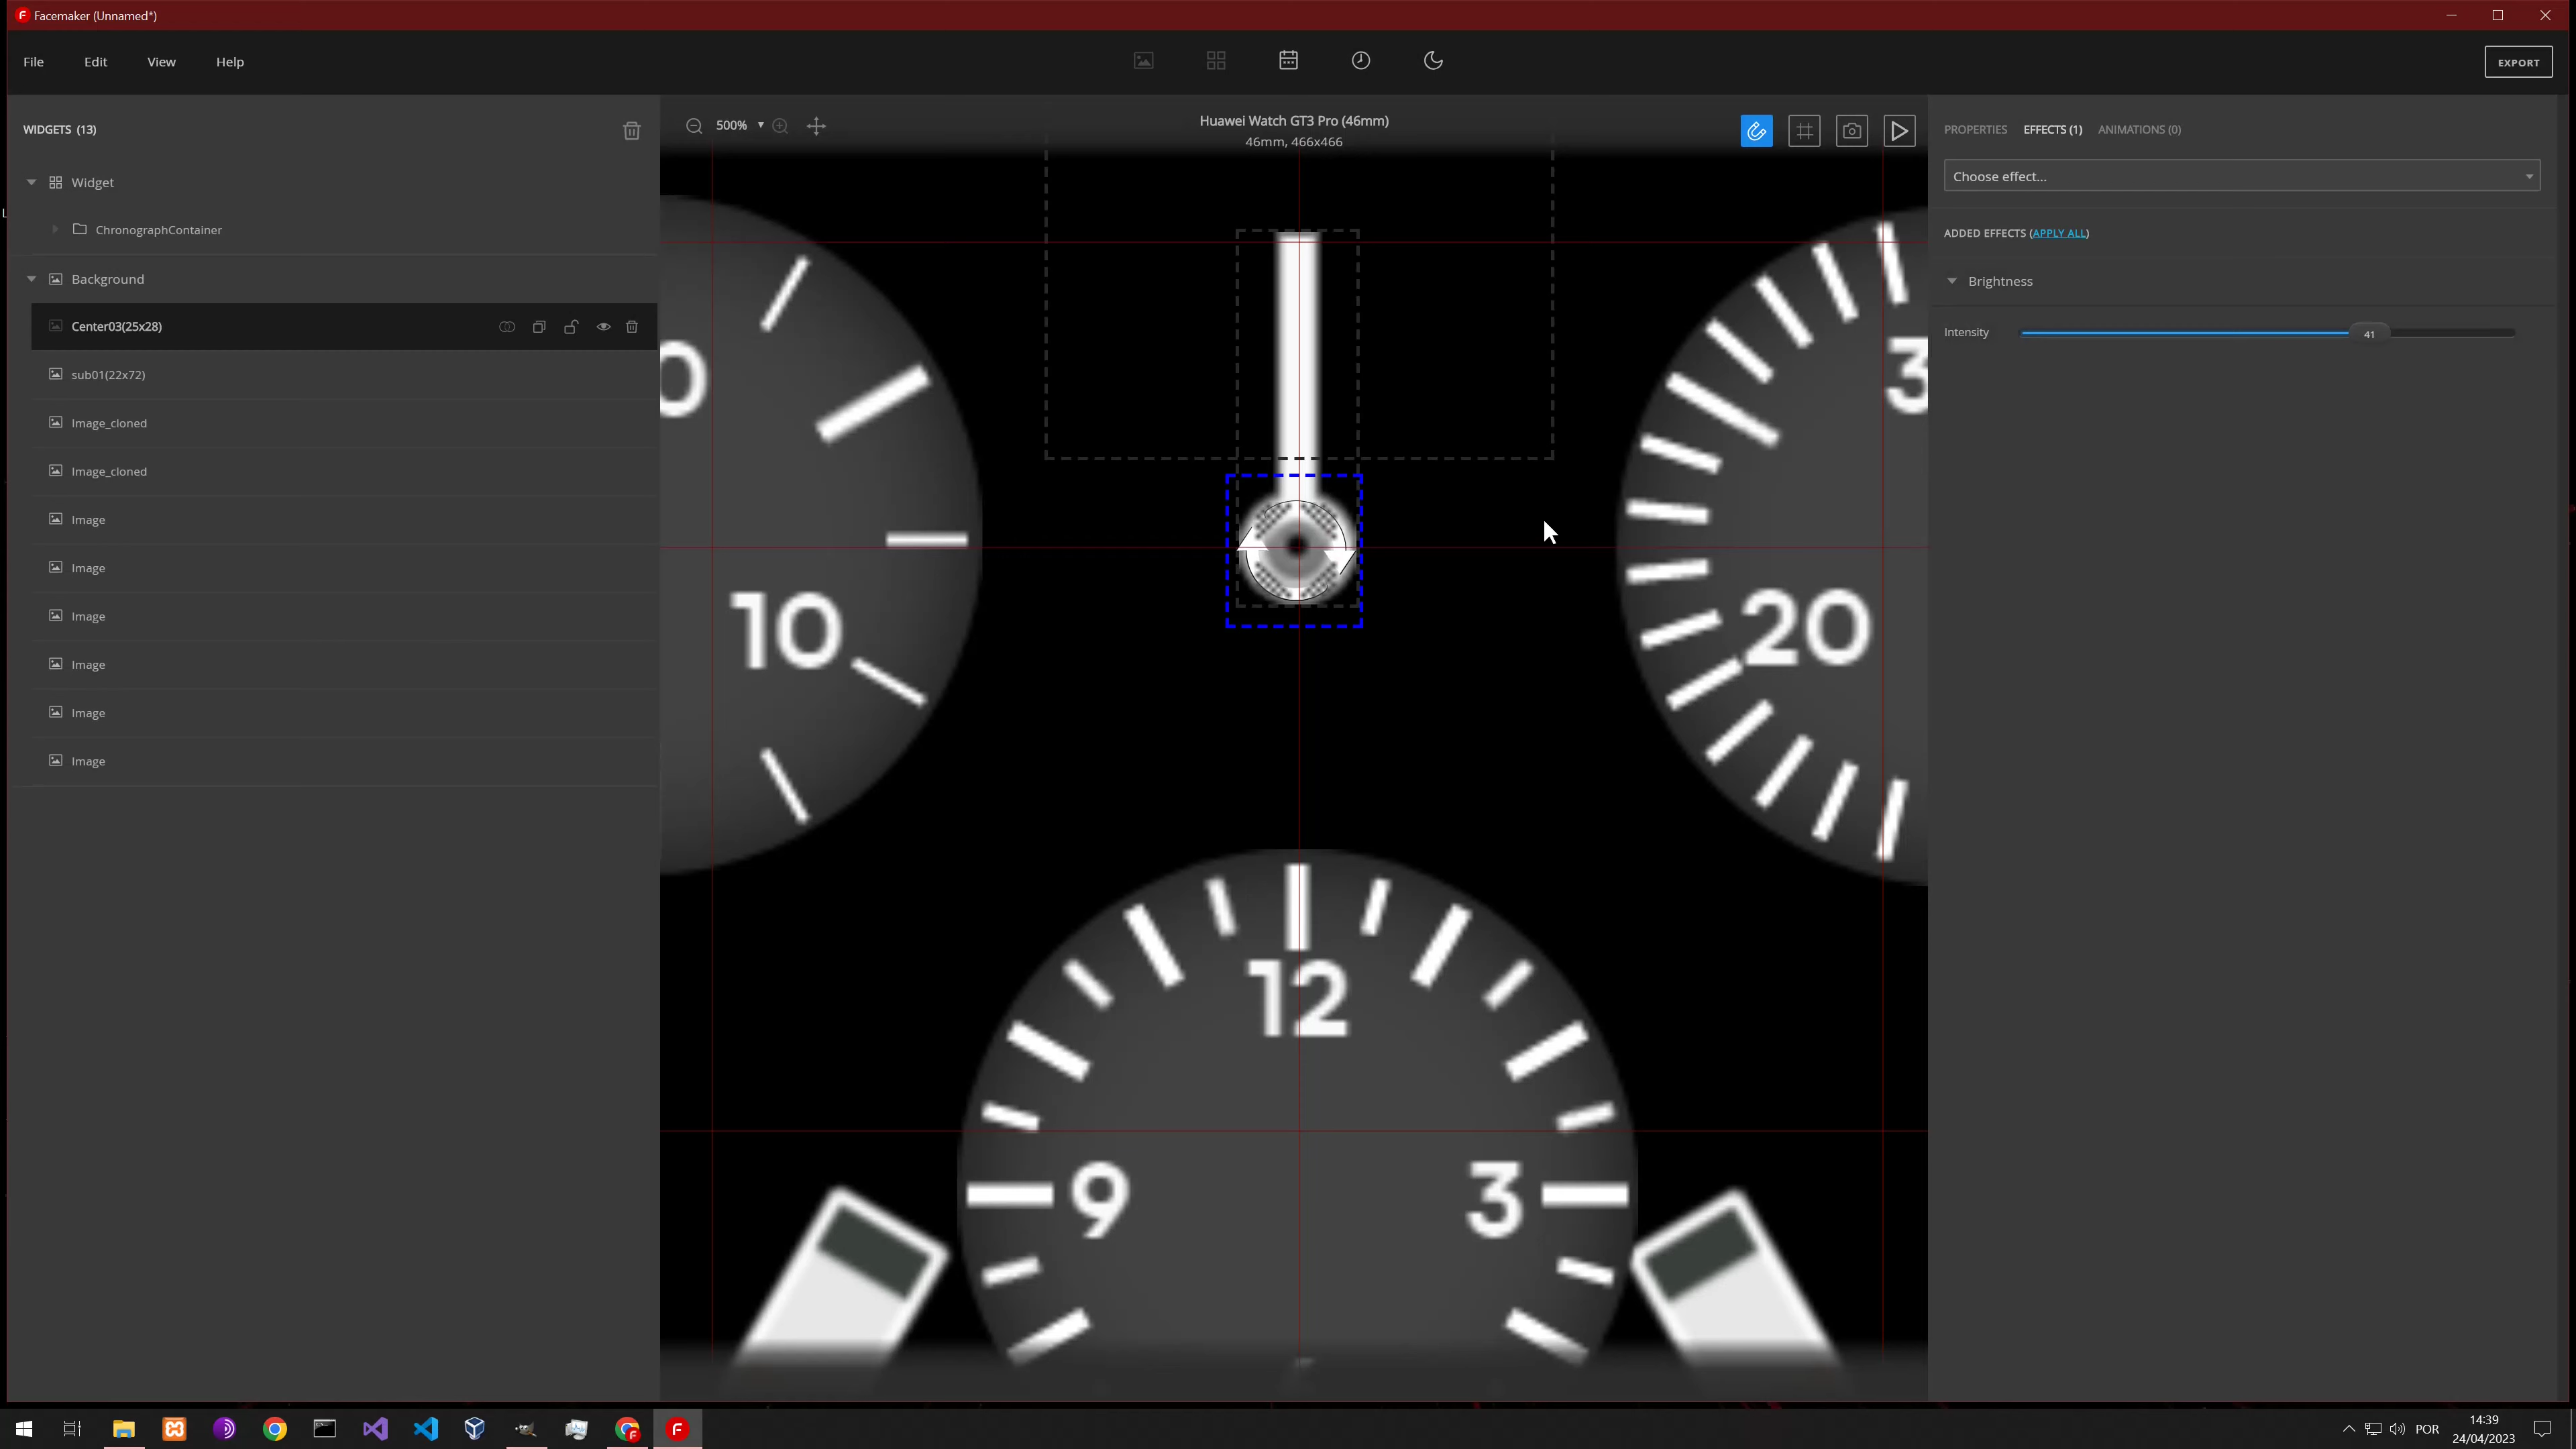 Facemaker (Unnamed*)
File Edit View Help
EXPORT
WIDGETS (13)
500%
Huawei Watch GT3 Pro (46mm)
46mm, 466x466
PROPERTIES EFFECTS (1) ANIMATIONS (0)
Choose effect...
Widget
ChronographContainer
ADDED EFFECTS (APPLY ALL)
Background
Brightness
Center03(25x28)
Intensity 41
sub01(22x72)
Image_cloned
Image_cloned
Image
Image
Image
Image
Image
Image
0
3
10
20
12
9
3
POR
14:39
24/04/2023